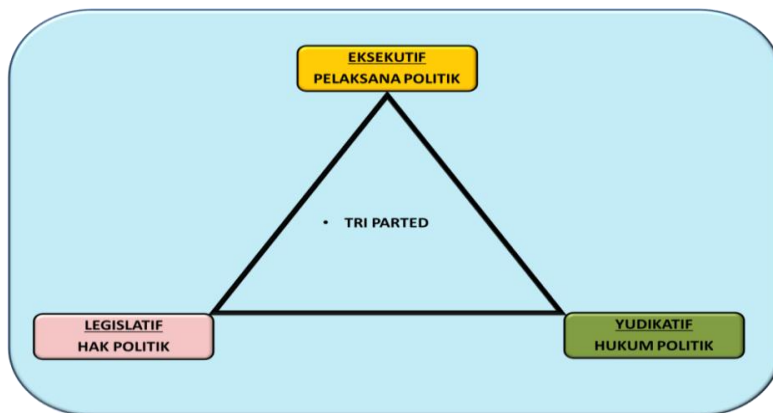 EKSEKUTIF
PELAKSANA POLITIK
• TRI PARTED
LEGISLATIF
HAK POLITIK
YUDIKATIF
HUKUM POLITIK